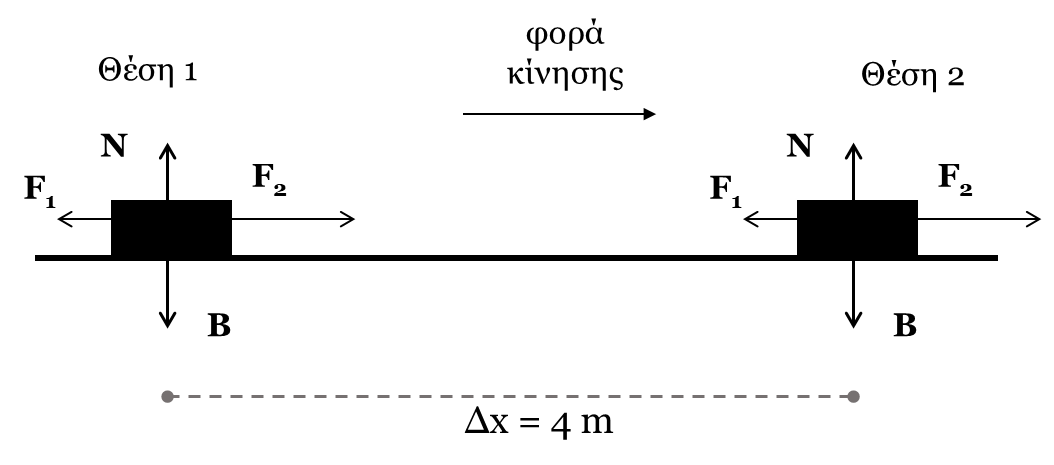 φορά
κίνησης
Θέση 1
Θέση 2
N
N
F₁
F₂
F₁
F₂
B
B
Δx = 4 m